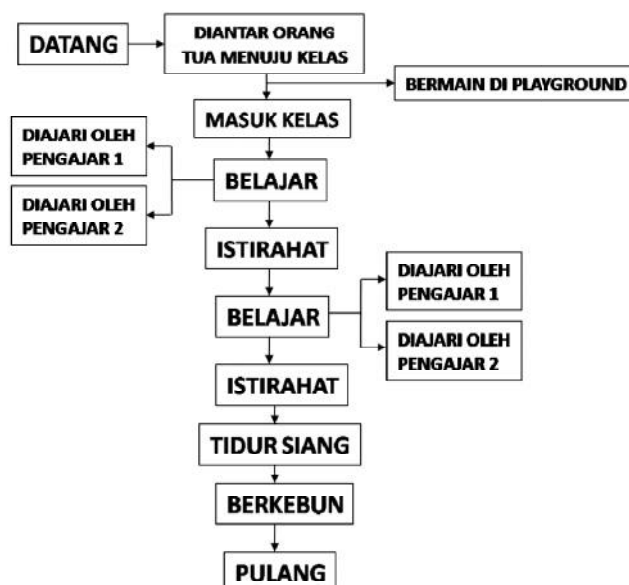 DATANG
DIANTAR ORANG
TUA MENUJU KELAS
BERMAIN DI PLAYGROUND
MASUK KELAS
DIAJARI OLEH
PENGAJAR 1
BELAJAR
DIAJARI OLEH
PENGAJAR 2
ISTIRAHAT
DIAJARI OLEH
PENGAJAR 1
BELAJAR
DIAJARI OLEH
PENGAJAR 2
ISTIRAHAT
TIDUR SIANG
BERKEBUN
PULANG